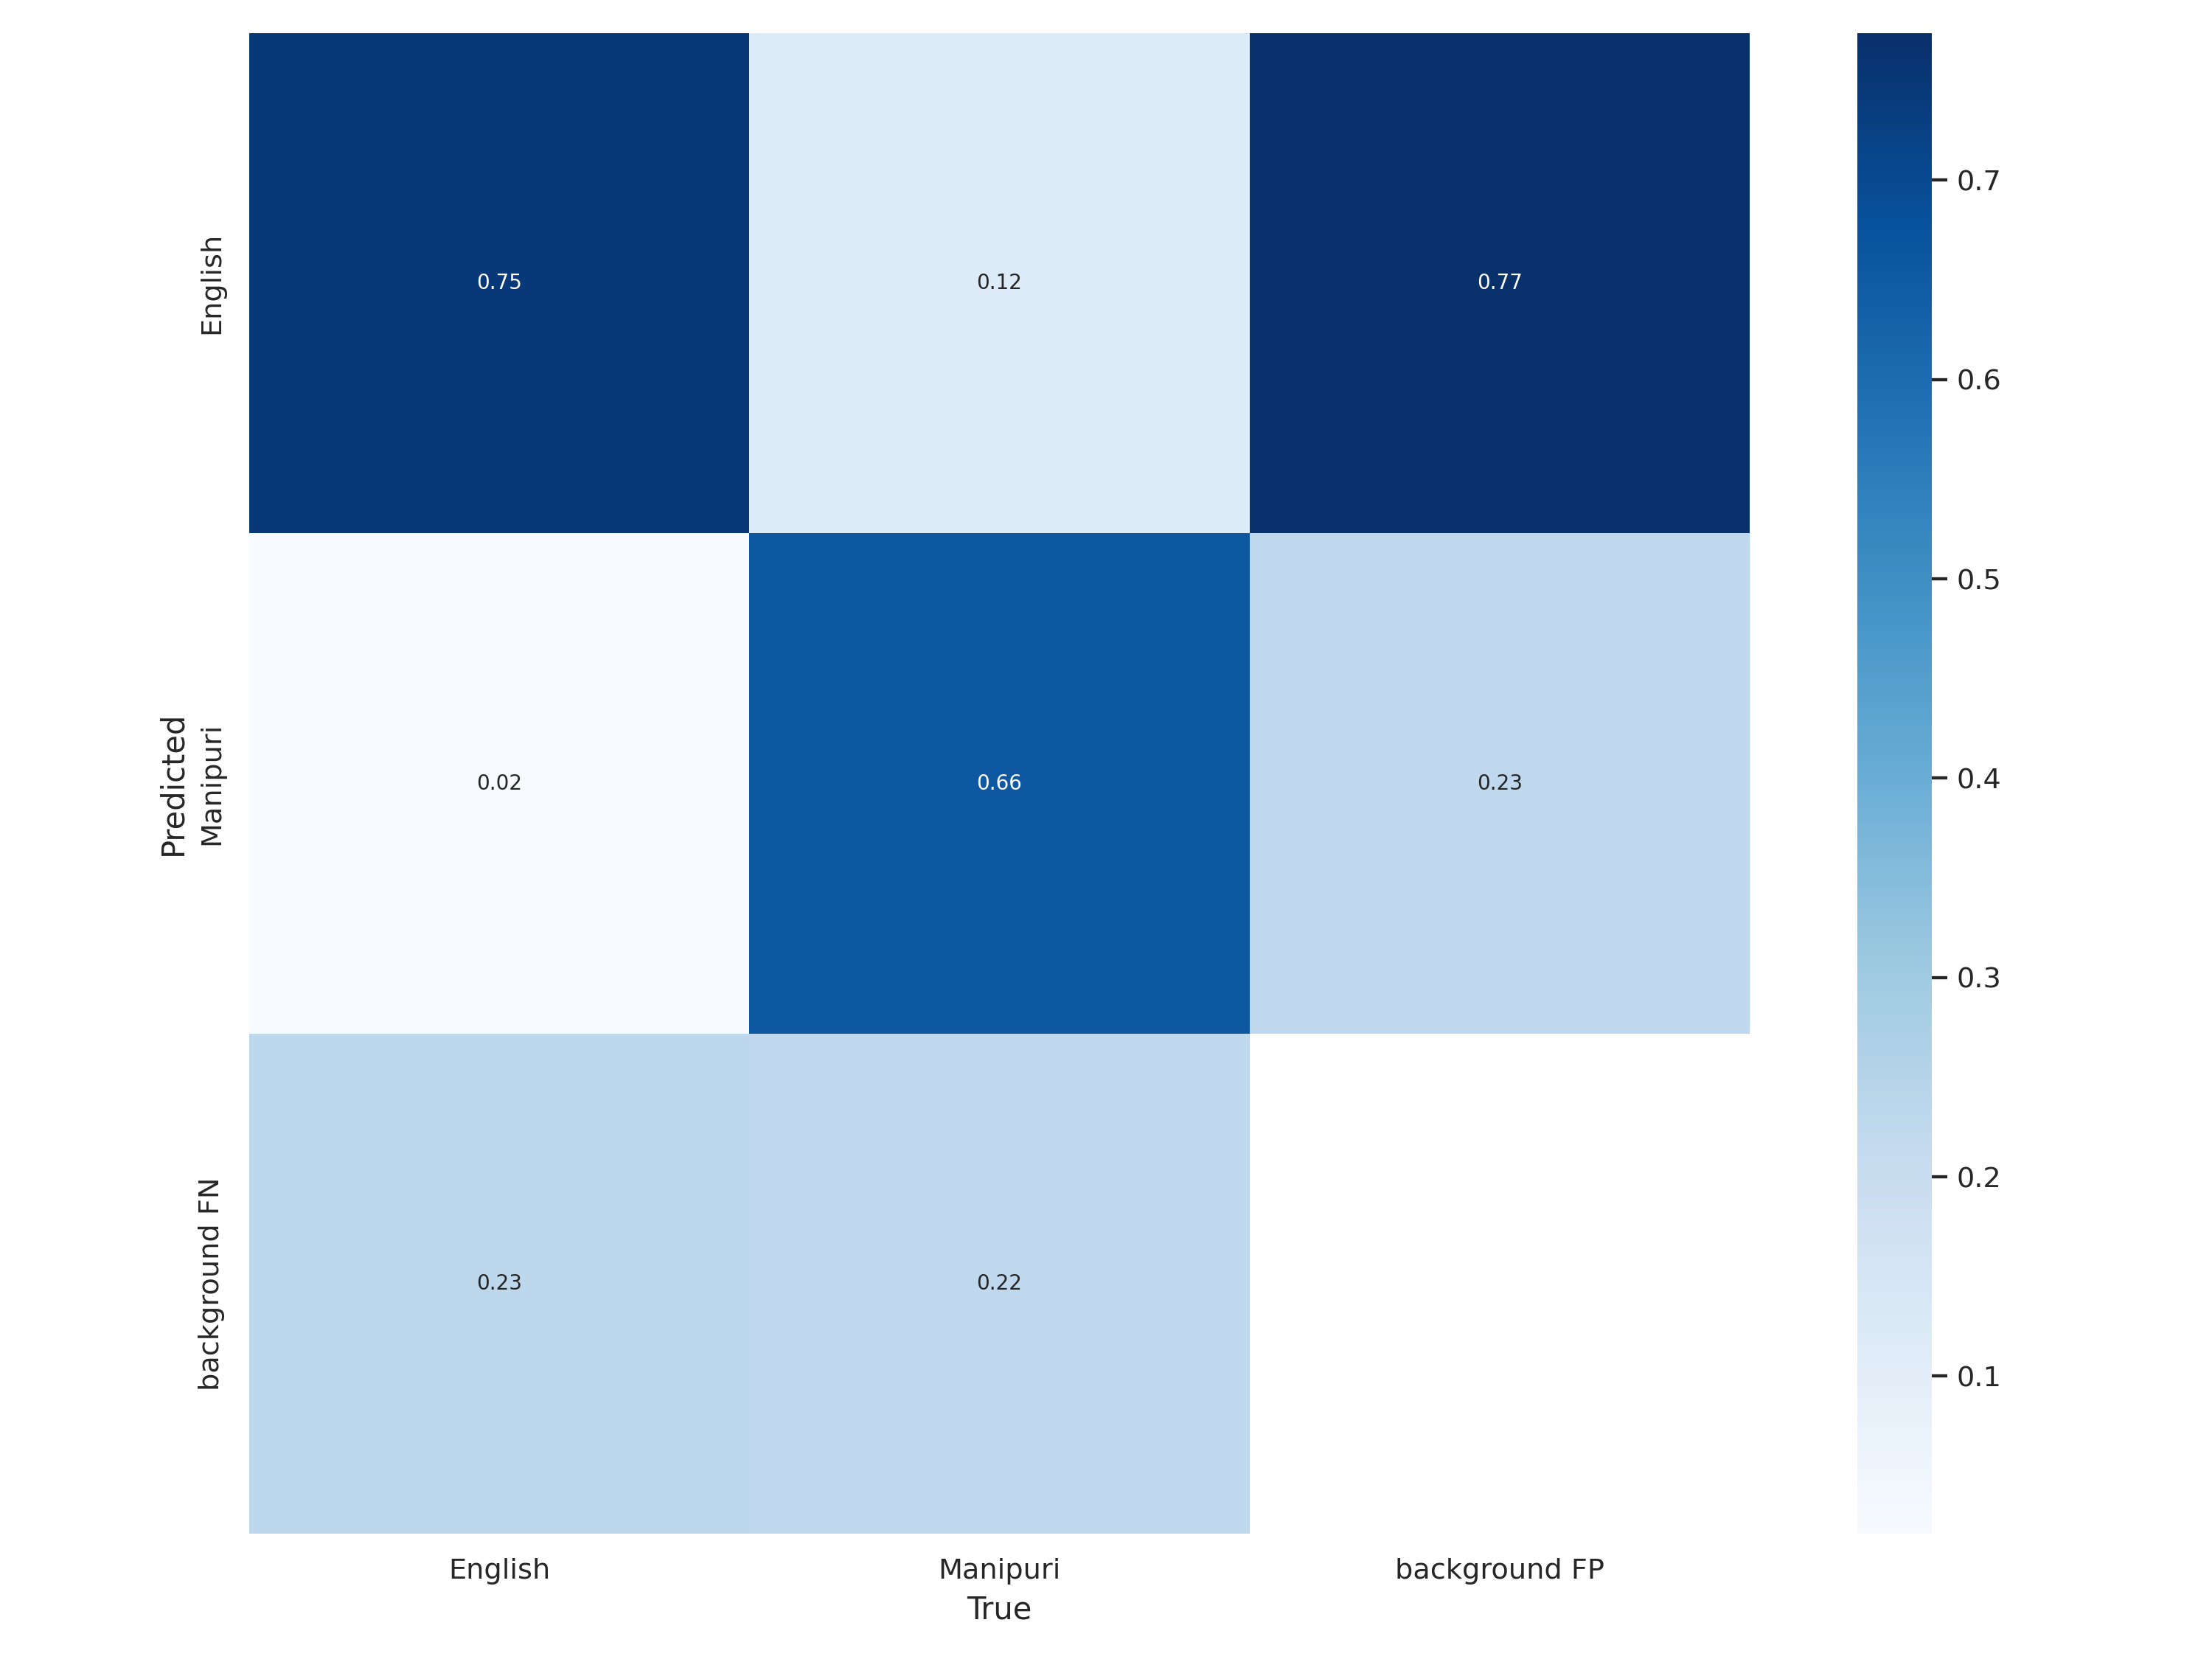 0.75 0.12 0.77
0.02 0.66 0.23
0.23 0.22
English
Manipuri
background FN
Predicted
English Manipuri background FP
True
0.7
0.6
0.5
0.4
0.3
0.2
0.1